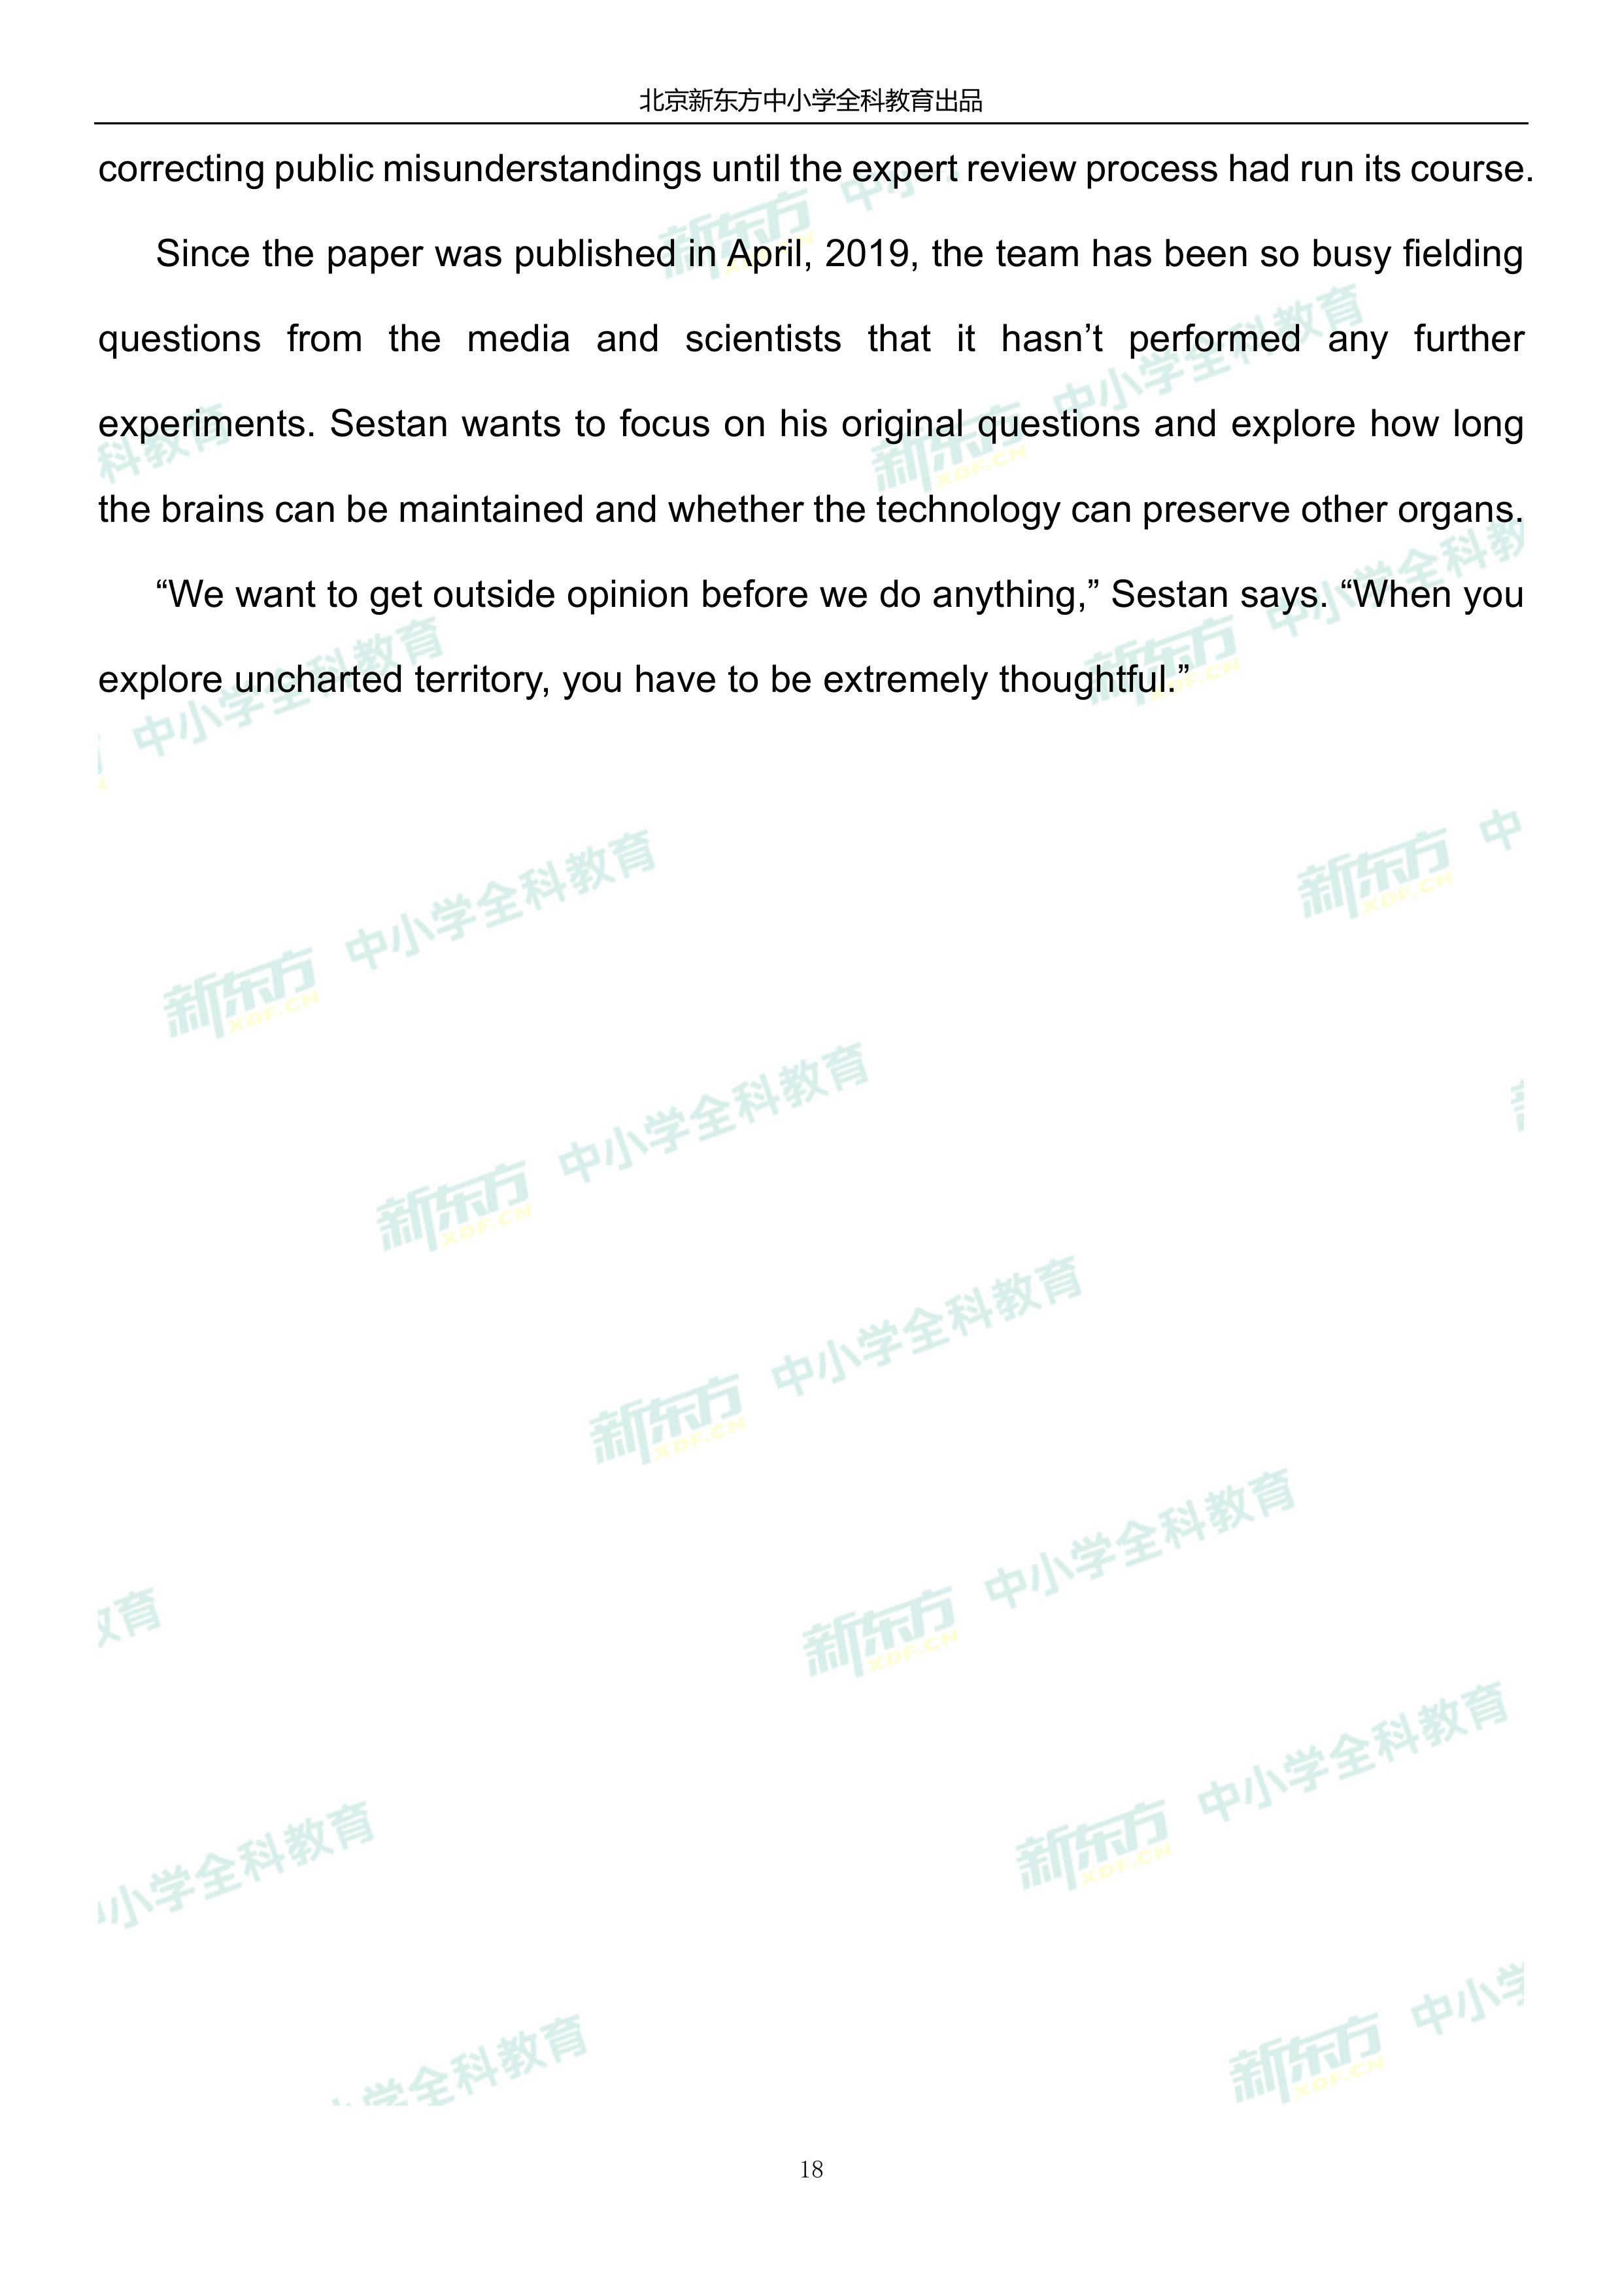 北京新东方中小学全科教育出品
correcting public misunderstandings until the expert review process had run its course.
Since the paper was published in April, 2019, the team has been so busy fielding
questions from the media and scientists that it hasn’t performed any further
experiments. Sestan wants to focus on his original questions and explore how long
the brains can be maintained and whether the technology can preserve other organs.
“We want to get outside opinion before we do anything,” Sestan says. “When you
explore uncharted territory, you have to be extremely thoughtful.”
新东方 XDF.CN 中小学全科教育
18